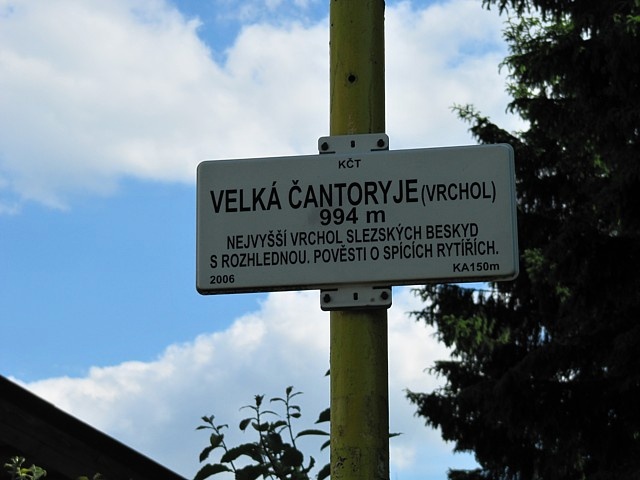 KČT
VELKÁ ČANTORYJE (VRCHOL)
994 m
NEJVYŠŠÍ VRCHOL SLEZSKÝCH BESKYD
S ROZHLEDNOU. POVĚSTI O SPÍCÍCH RYTÍŘÍCH.
2006 KA150m